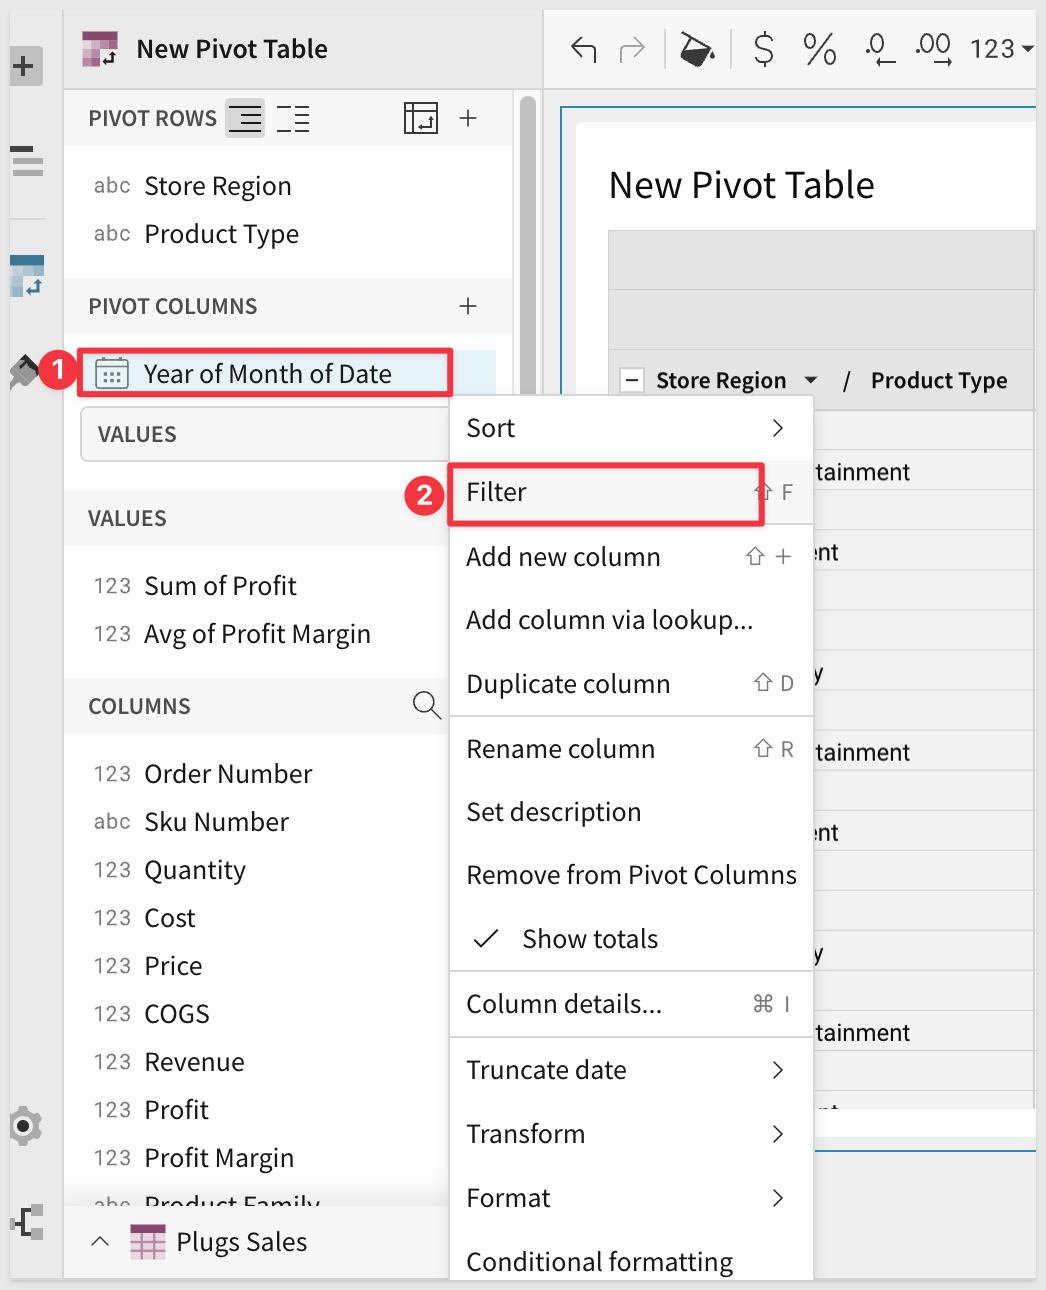 New Pivot Table
123
PIVOT ROWS
abc Store Region
abc Product Type
PIVOT COLUMNS
1
Year of Month of Date
VALUES
VALUES
123 Sum of Profit
123 Avg of Profit Margin
COLUMNS
123 Order Number
abc Sku Number
123 Quantity
123 Cost
123 Price
123 COGS
123 Revenue
123 Profit
123 Profit Margin
abc Product Family
Plugs Sales
$ % .0 .00
New Pivot Table
Store Region / Product Type
Sort
2
Filter ⇧ F
Add new column ⇧ +
Add column via lookup...
Duplicate column ⇧ D
Rename column ⇧ R
Set description
Remove from Pivot Columns
✓ Show totals
Column details... ⌘ I
Truncate date
Transform
Format
Conditional formatting
tainment
nt
y
tainment
nt
y
tainment